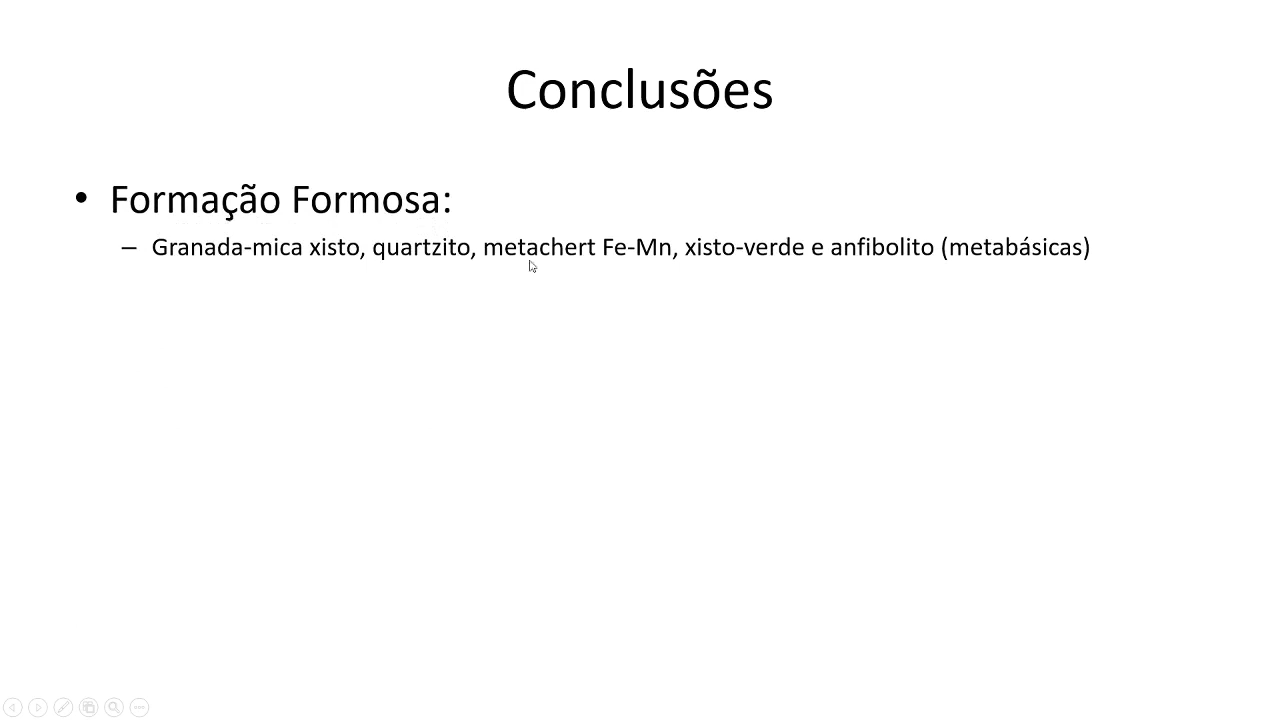 Conclusões
• Formação Formosa:
– Granada-mica xisto, quartzito, metachert Fe-Mn, xisto-verde e anfibolito (metabásicas)